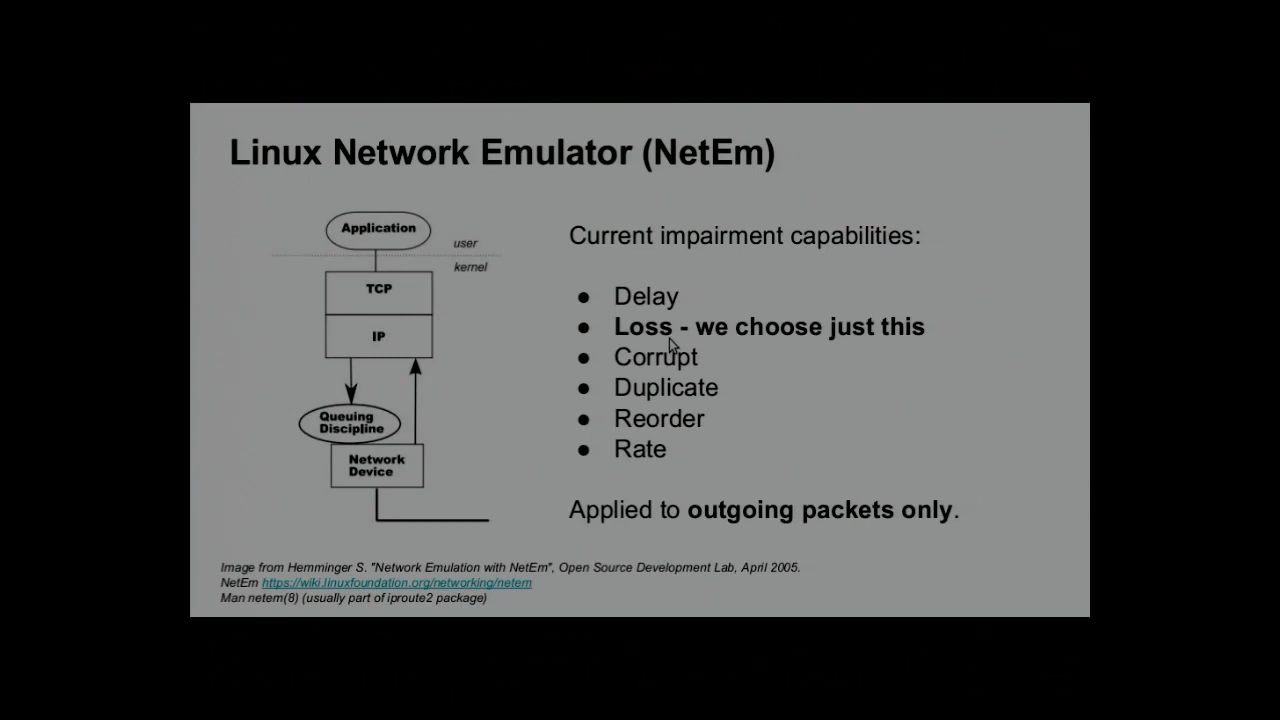 Linux Network Emulator (NetEm)
Application
user
kernel
TCP
IP
Queuing
Discipline
Network
Device
Current impairment capabilities:
● Delay
● Loss - we choose just this
● Corrupt
● Duplicate
● Reorder
● Rate
Applied to outgoing packets only.
Image from Hemminger S. "Network Emulation with NetEm", Open Source Development Lab, April 2005.
NetEm https://wiki.linuxfoundation.org/networking/netem
Man netem(8) (usually part of iproute2 package)